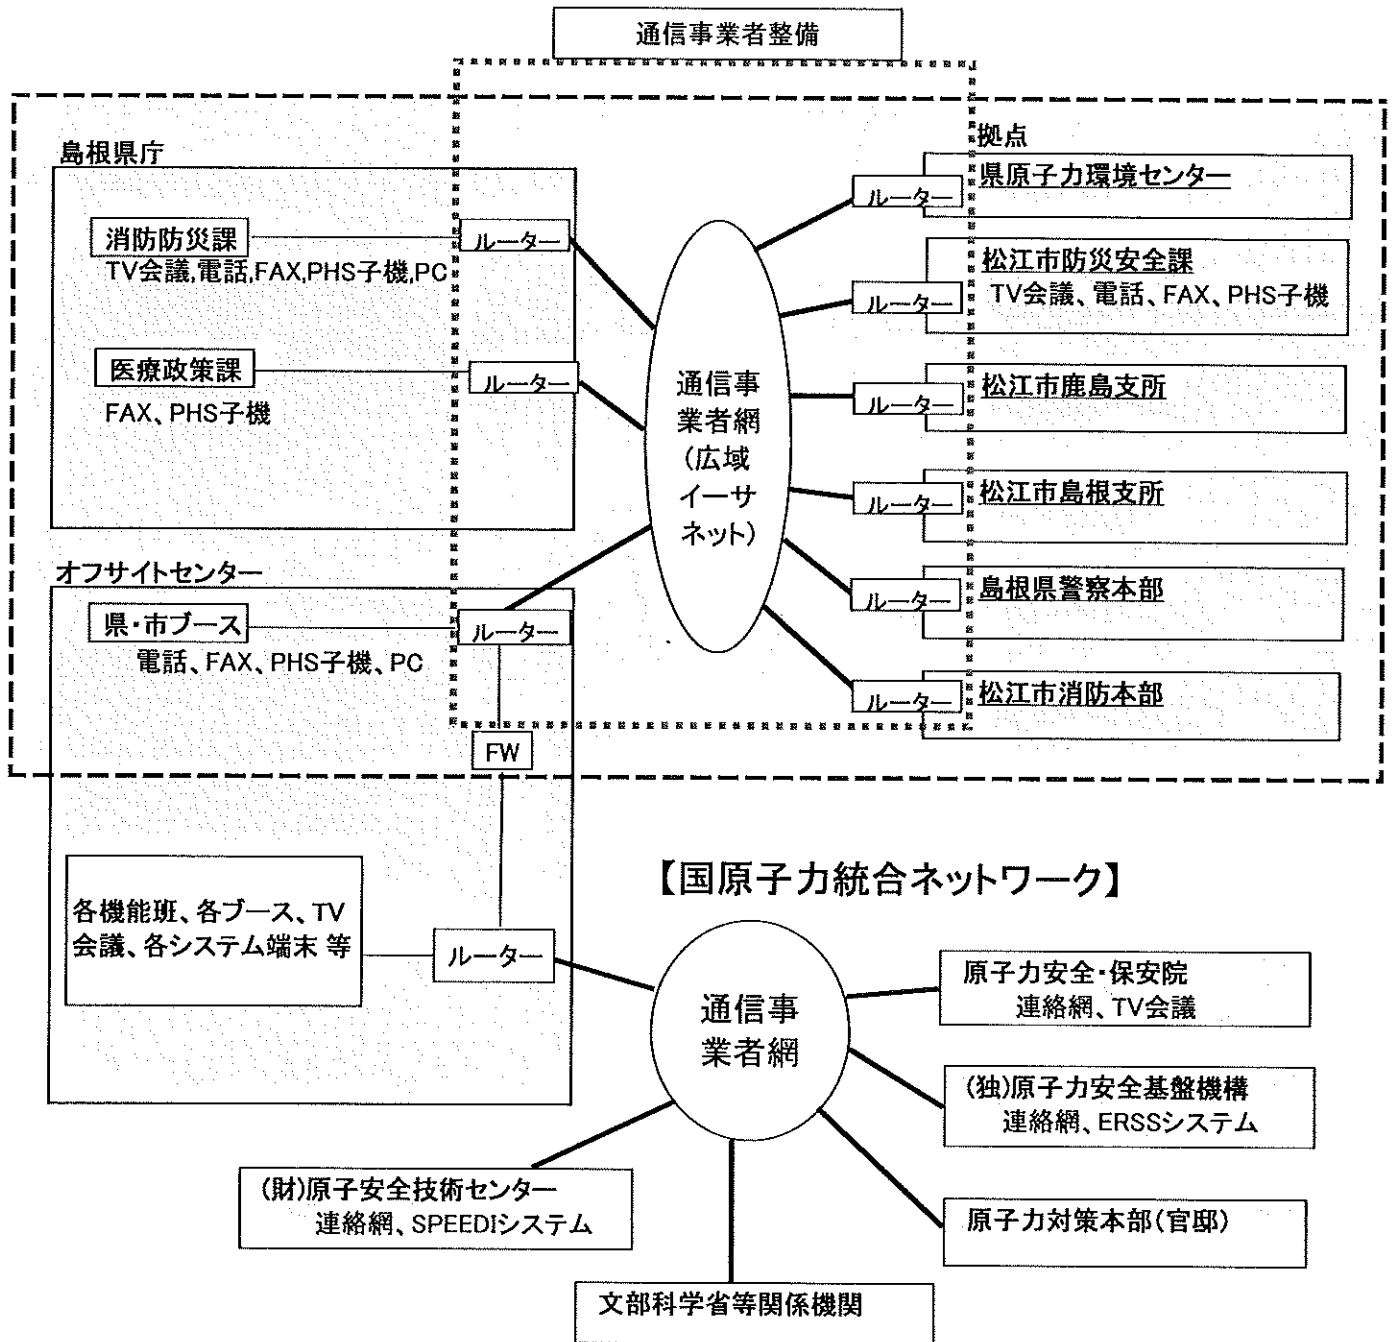 通信事業者整備
島根県庁
消防防災課
TV会議,電話,FAX,PHS子機,PC
ルーター
医療政策課
FAX、PHS子機
ルーター
通信事
業者網
(広域
イーサ
ネット)
拠点
ルーター
県原子力環境センター
ルーター
松江市防災安全課
TV会議、電話、FAX、PHS子機
ルーター
松江市鹿島支所
ルーター
松江市島根支所
ルーター
島根県警察本部
ルーター
松江市消防本部
オフサイトセンター
県・市ブース
電話、FAX、PHS子機、PC
ルーター
FW
各機能班、各ブース、TV
会議、各システム端末 等
ルーター
【国原子力統合ネットワーク】
通信事
業者網
原子力安全・保安院
連絡網、TV会議
(独)原子力安全基盤機構
連絡網、ERSSシステム
原子力対策本部(官邸)
(財)原子安全技術センター
連絡網、SPEEDIシステム
文部科学省等関係機関